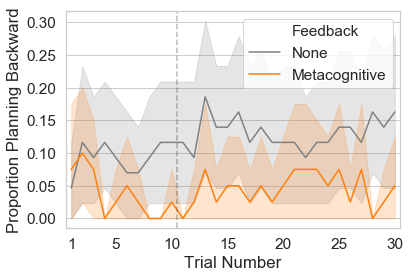 Proportion Planning Backward
0.30
0.25
0.20
0.15
0.10
0.05
0.00
Feedback
None
Metacognitive
1 5 10 15 20 25 30
Trial Number